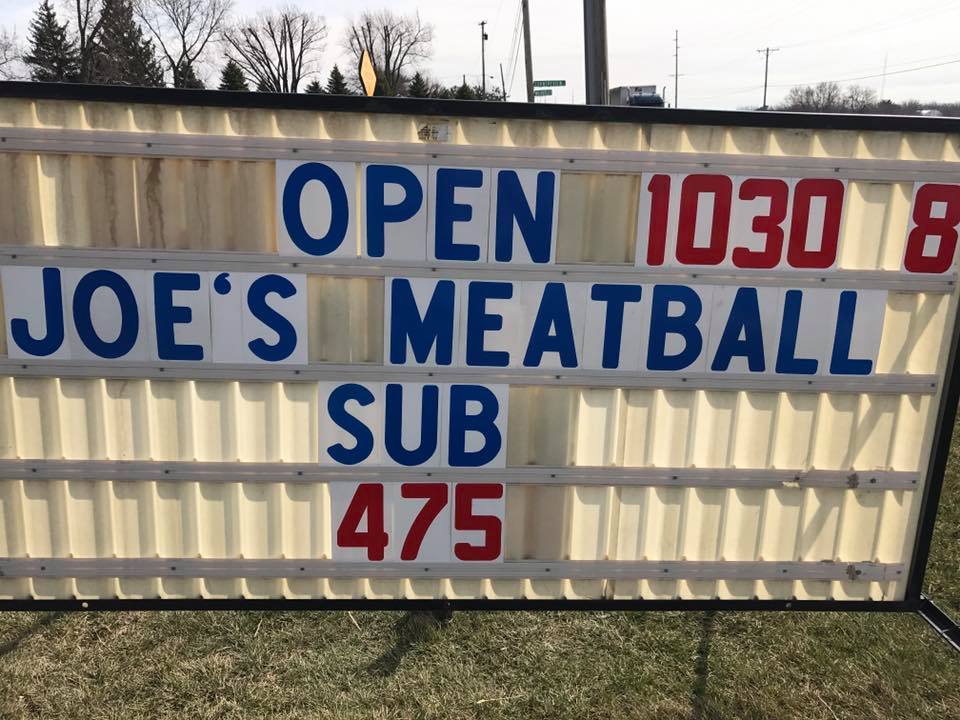 OPEN 1030 8
JOE'S MEATBALL
SUB
475